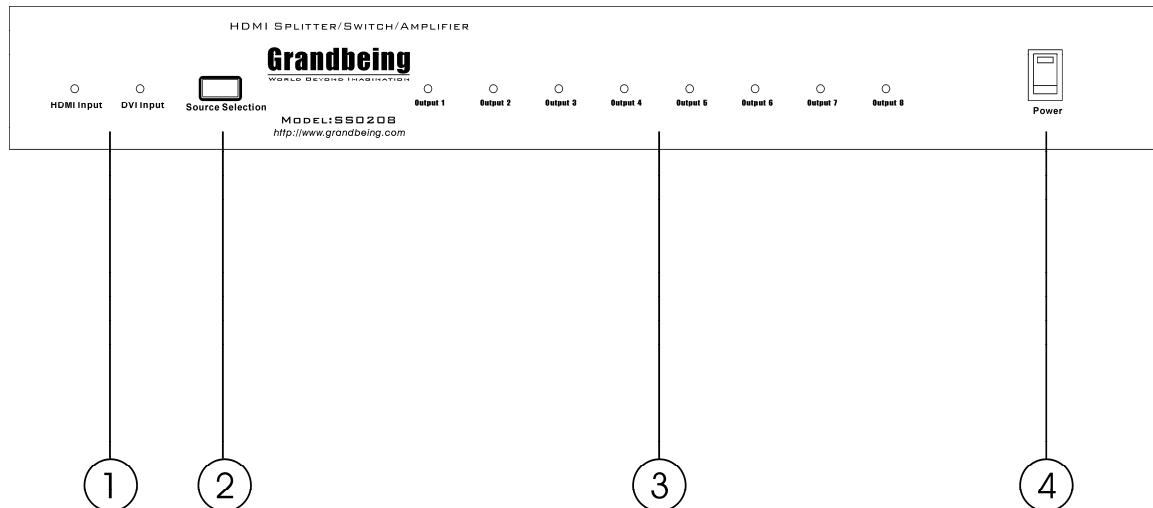 HDMI SPLITTER/SWITCH/AMPLIFIER
Grandbeing
WORLD BEYOND IMAGINATION
HDMI Input DVI Input Source Selection Output 1 Output 2 Output 3 Output 4 Output 5 Output 6 Output 7 Output 8 Power
MODEL:SS0208
http://www.grandbeing.com
1 2 3 4